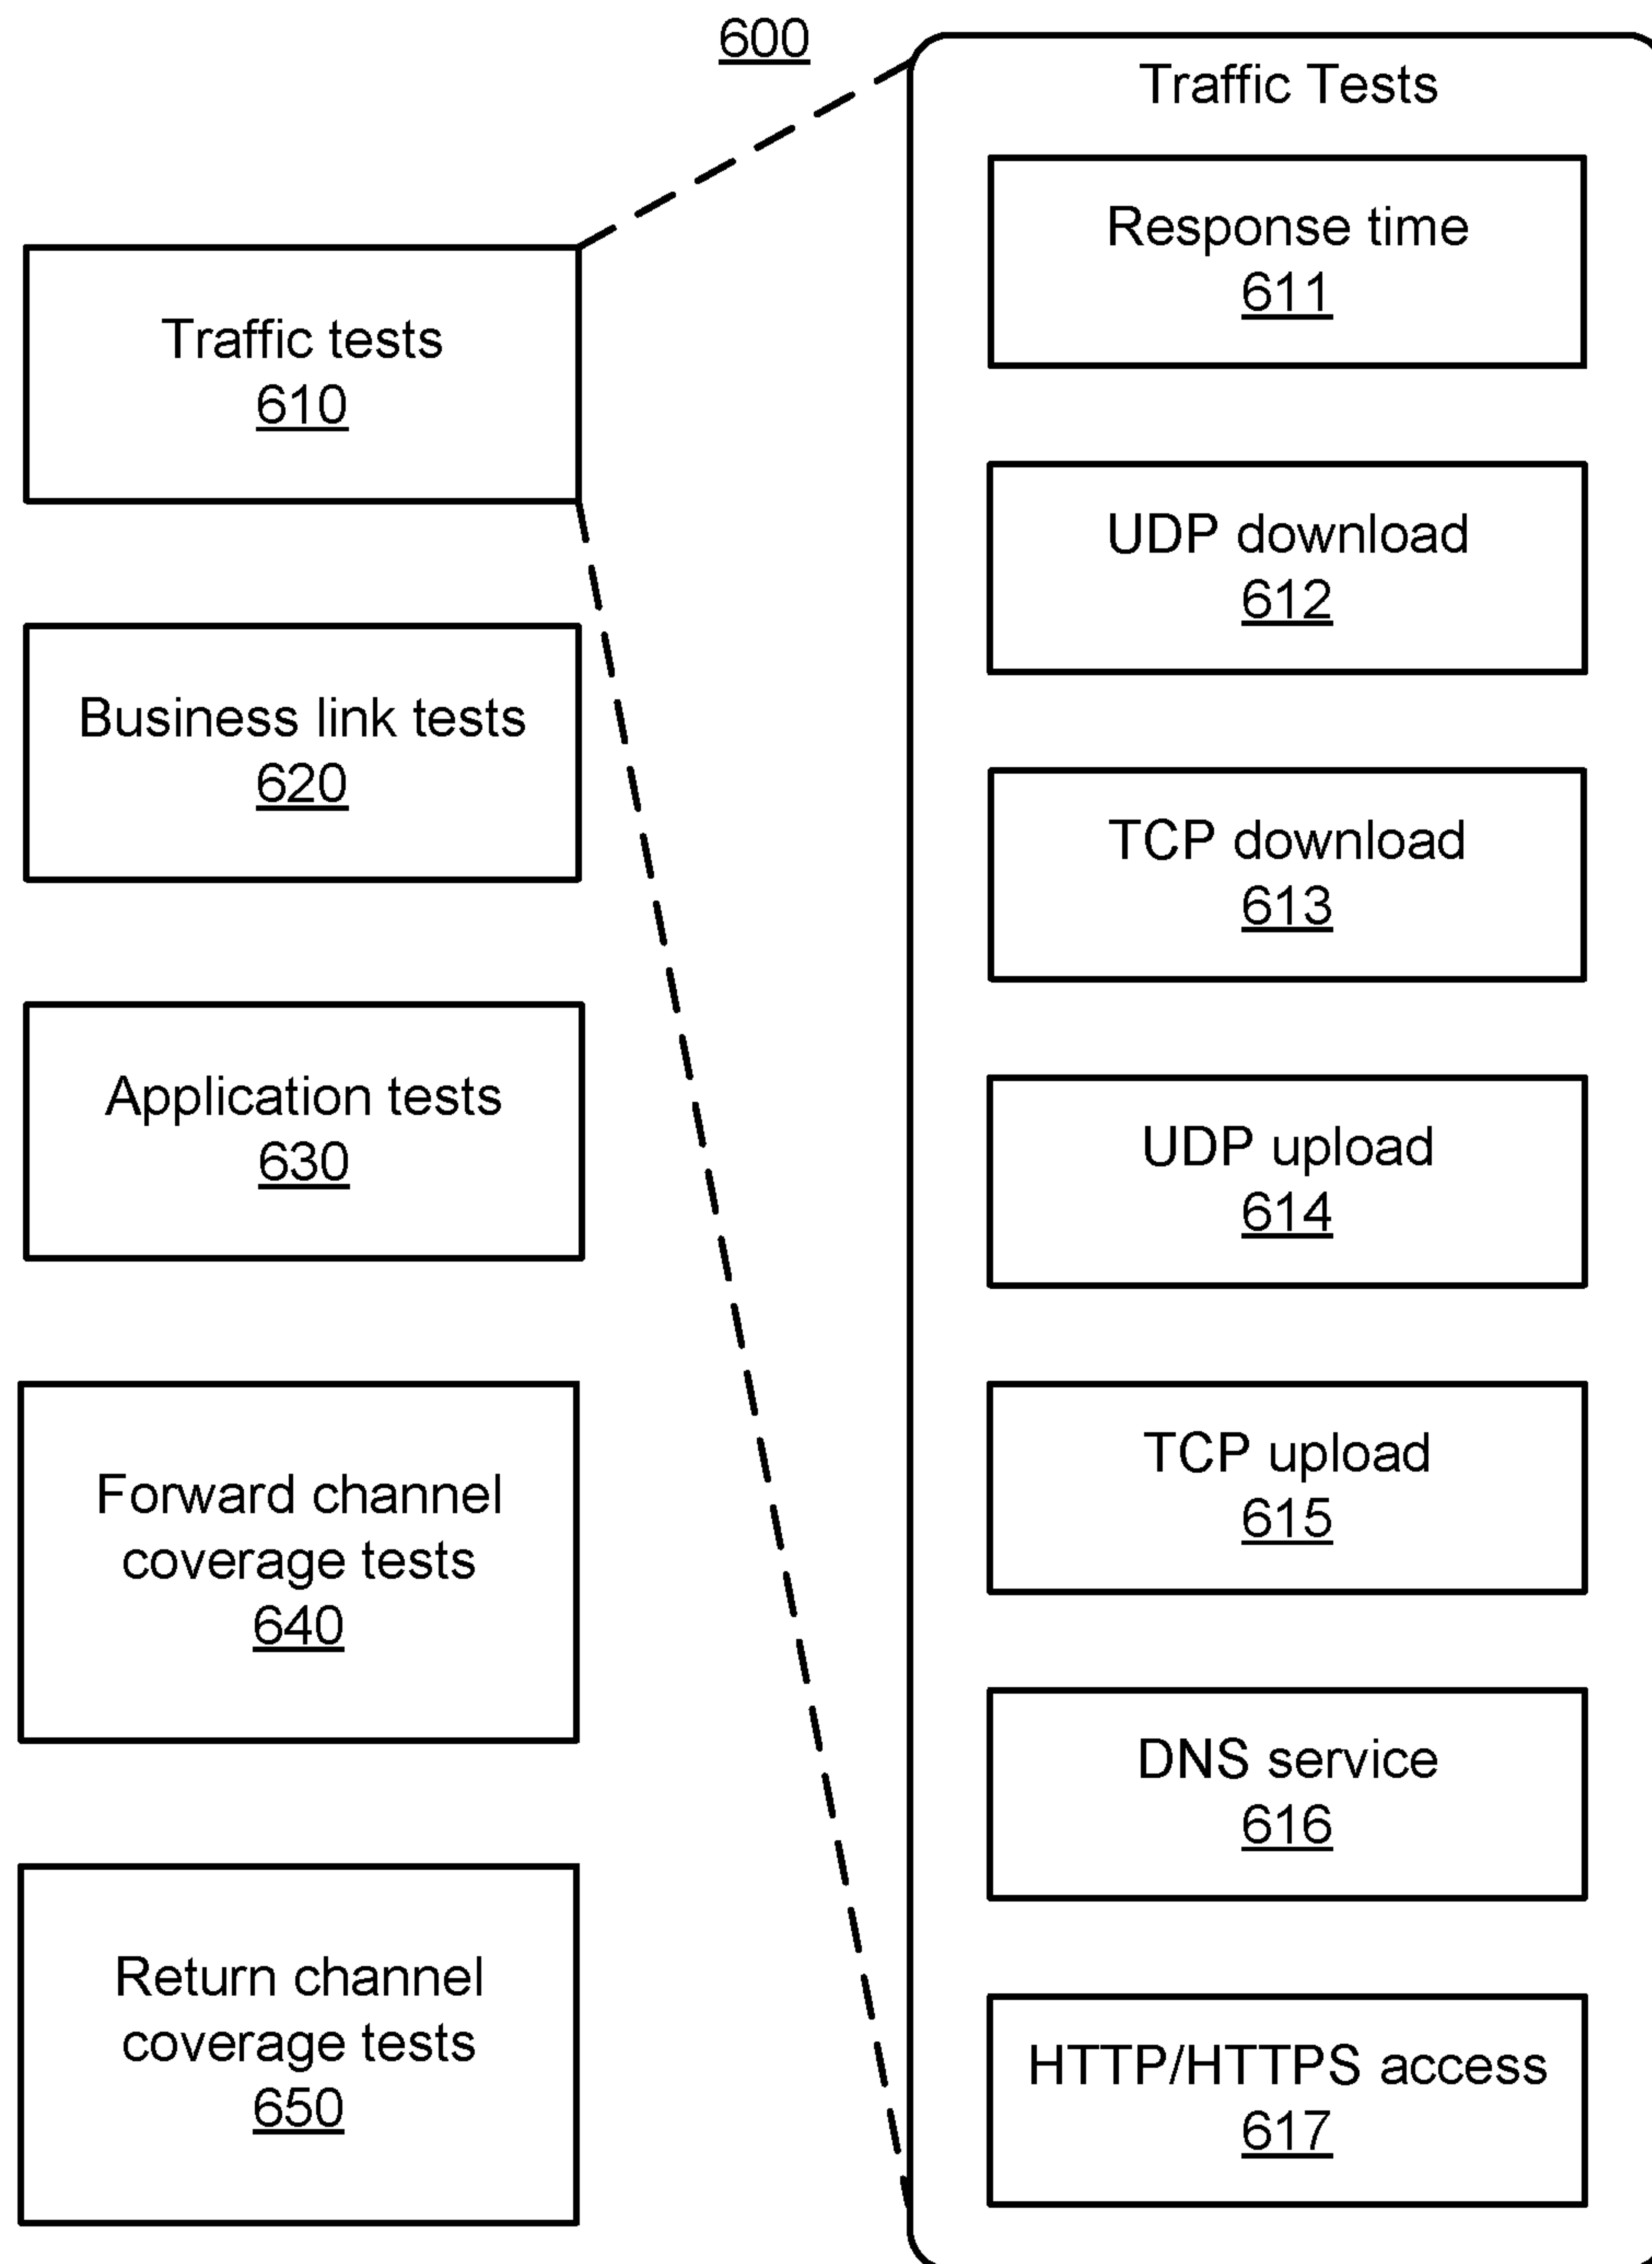 600
Traffic tests
610
Business link tests
620
Application tests
630
Forward channel
coverage tests
640
Return channel
coverage tests
650
Traffic Tests
Response time
611
UDP download
612
TCP download
613
UDP upload
614
TCP upload
615
DNS service
616
HTTP/HTTPS access
617